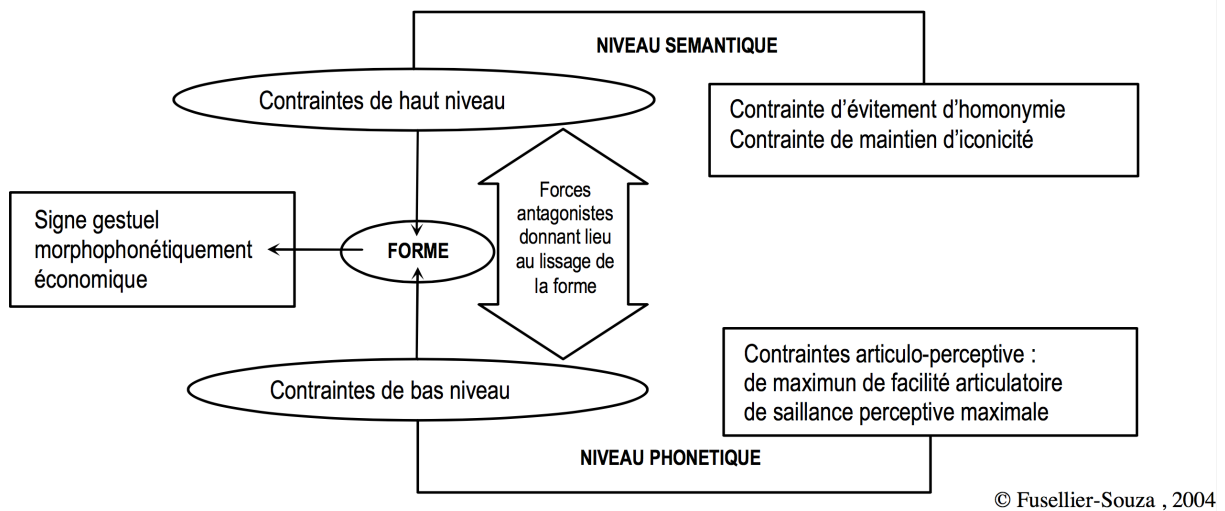 NIVEAU SEMANTIQUE
Contraintes de haut niveau
Contrainte d'évitement d'homonymie
Contrainte de maintien d'iconicité
Forces
antagonistes
donnant lieu
au lissage de
la forme
Signe gestuel
morphophonétiquement
économique
FORME
Contraintes articulo-perceptive :
de maximun de facilité articulatoire
de saillance perceptive maximale
Contraintes de bas niveau
NIVEAU PHONETIQUE
© Fusellier-Souza , 2004